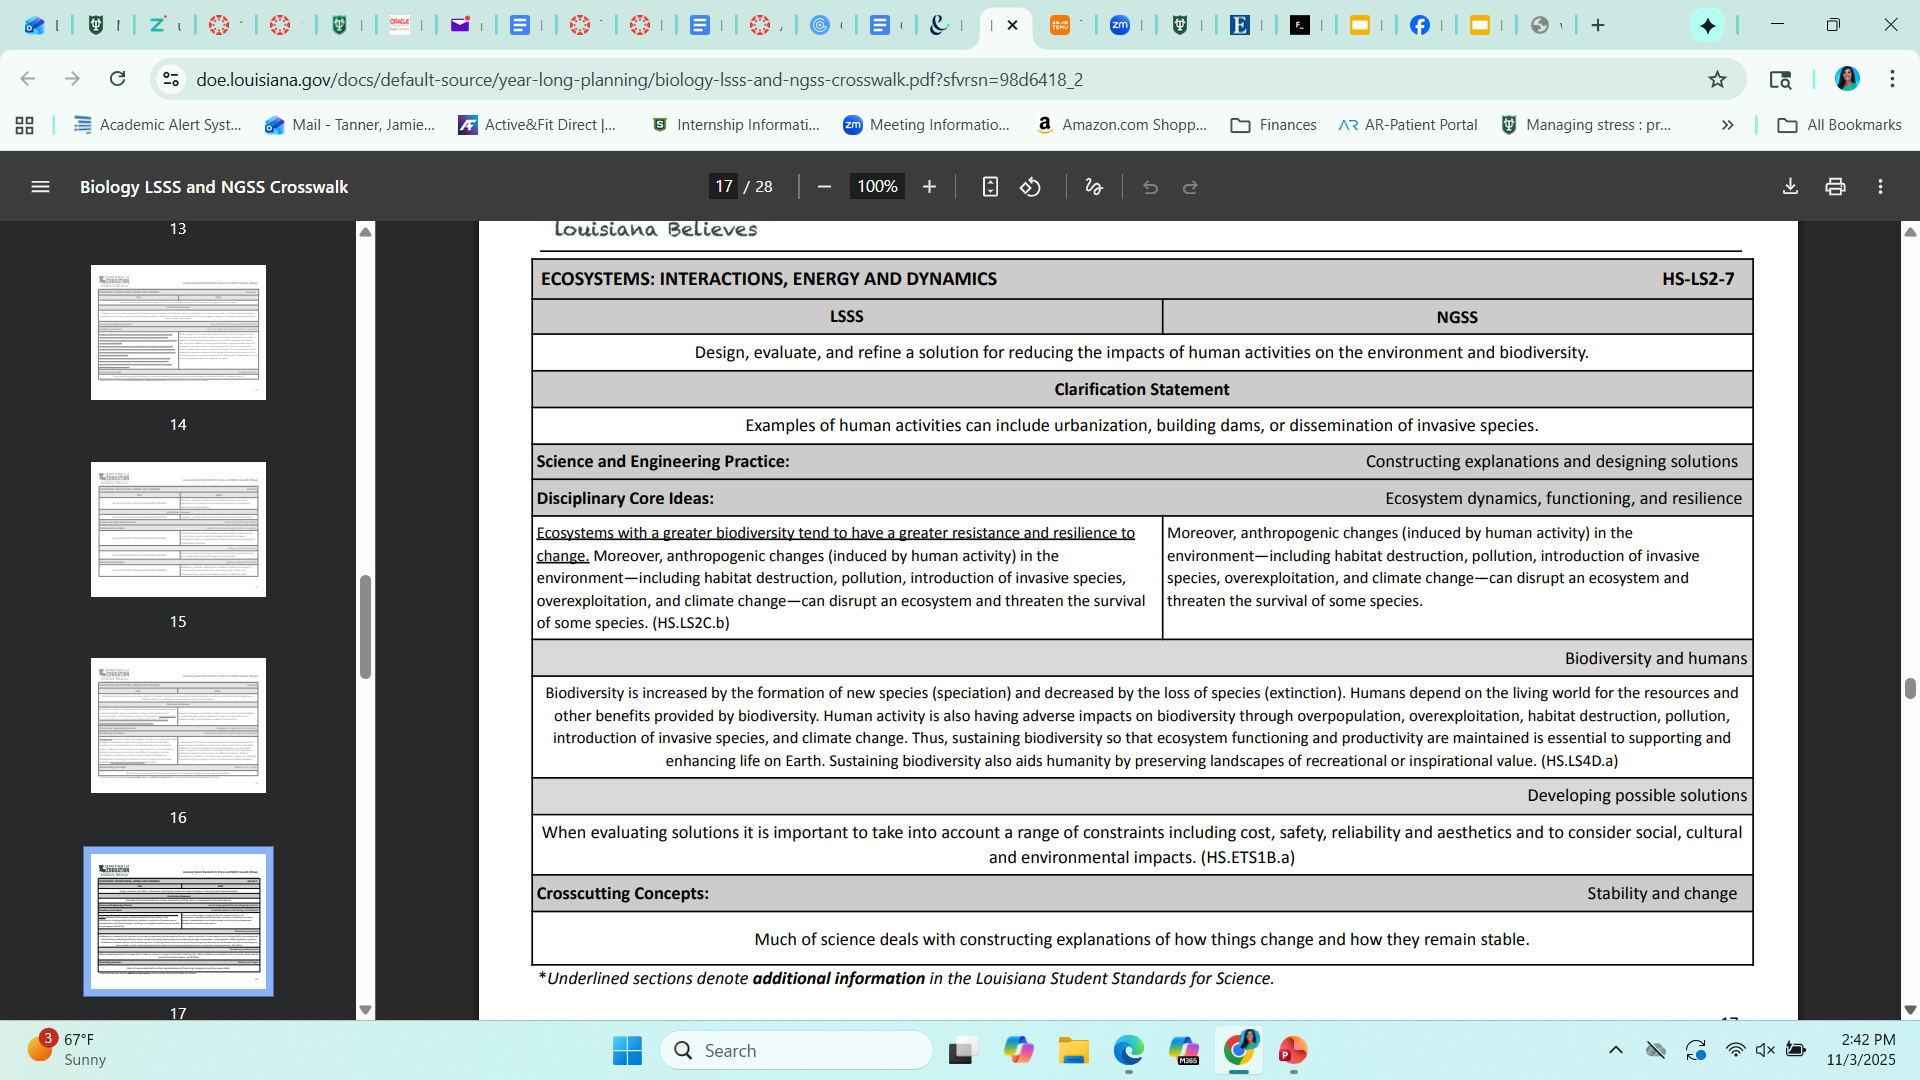 doe.louisiana.gov/docs/default-source/year-long-planning/biology-lsss-and-ngss-crosswalk.pdf?sfvrsn=98d6418_2
Academic Alert Syst...
Mail - Tanner, Jamie...
Active&Fit Direct |...
Internship Informati...
Meeting Informatio...
Amazon.com Shopp...
Finances
AR-Patient Portal
Managing stress : pr...
All Bookmarks
Biology LSSS and NGSS Crosswalk
17 / 28
100%
13
14
15
16
17
Louisiana Believes
ECOSYSTEMS: INTERACTIONS, ENERGY AND DYNAMICS HS-LS2-7
LSSS NGSS
Design, evaluate, and refine a solution for reducing the impacts of human activities on the environment and biodiversity.
Clarification Statement
Examples of human activities can include urbanization, building dams, or dissemination of invasive species.
Science and Engineering Practice: Constructing explanations and designing solutions
Disciplinary Core Ideas: Ecosystem dynamics, functioning, and resilience
Ecosystems with a greater biodiversity tend to have a greater resistance and resilience to
change. Moreover, anthropogenic changes (induced by human activity) in the
environment—including habitat destruction, pollution, introduction of invasive species,
overexploitation, and climate change—can disrupt an ecosystem and threaten the survival
of some species. (HS.LS2C.b)
Moreover, anthropogenic changes (induced by human activity) in the
environment—including habitat destruction, pollution, introduction of invasive
species, overexploitation, and climate change—can disrupt an ecosystem and
threaten the survival of some species.
Biodiversity and humans
Biodiversity is increased by the formation of new species (speciation) and decreased by the loss of species (extinction). Humans depend on the living world for the resources and
other benefits provided by biodiversity. Human activity is also having adverse impacts on biodiversity through overpopulation, overexploitation, habitat destruction, pollution,
introduction of invasive species, and climate change. Thus, sustaining biodiversity so that ecosystem functioning and productivity are maintained is essential to supporting and
enhancing life on Earth. Sustaining biodiversity also aids humanity by preserving landscapes of recreational or inspirational value. (HS.LS4D.a)
Developing possible solutions
When evaluating solutions it is important to take into account a range of constraints including cost, safety, reliability and aesthetics and to consider social, cultural
and environmental impacts. (HS.ETS1B.a)
Crosscutting Concepts: Stability and change
Much of science deals with constructing explanations of how things change and how they remain stable.
*Underlined sections denote additional information in the Louisiana Student Standards for Science.
3
67°F
Sunny
Search
M365
2:42 PM
11/3/2025